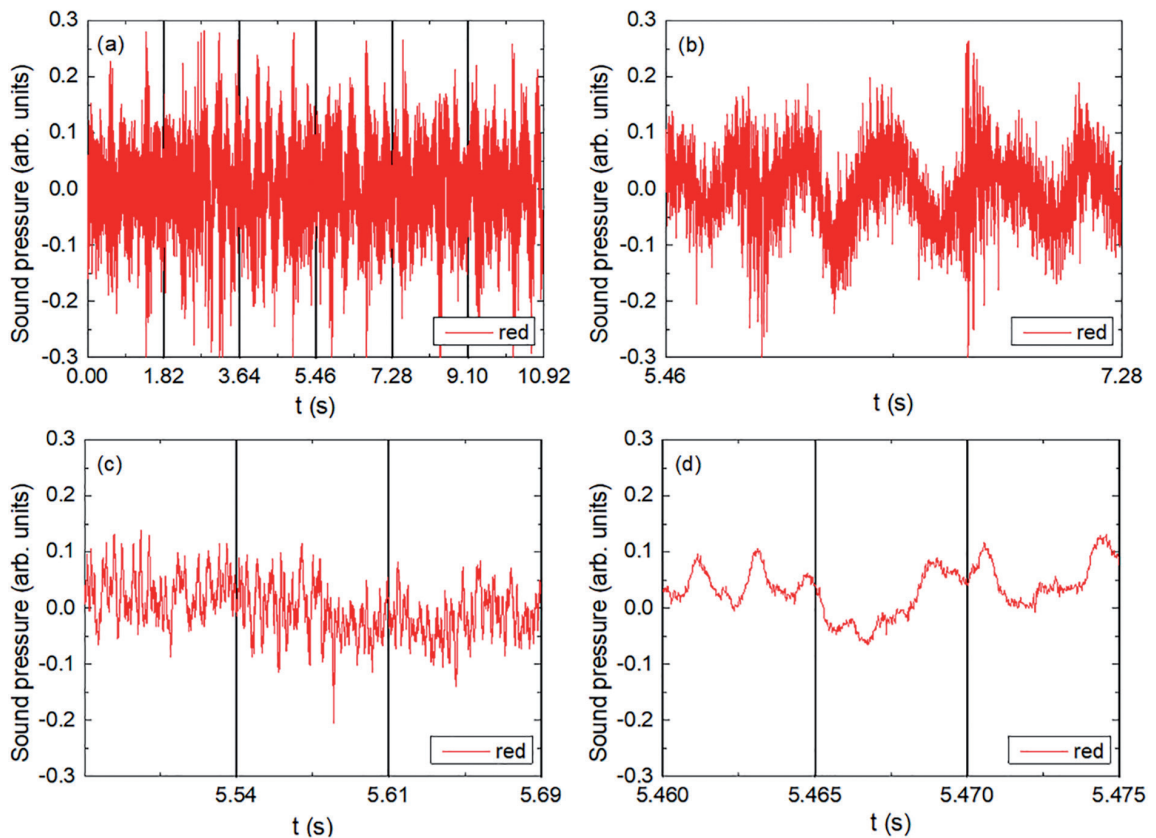 (a)
0.3
0.2
0.1
0.0
-0.1
-0.2
-0.3
Sound pressure (arb. units)
red
0.00 1.82 3.64 5.46 7.28 9.10 10.92
t (s)
(b)
0.3
0.2
0.1
0.0
-0.1
-0.2
-0.3
Sound pressure (arb. units)
red
5.46 7.28
t (s)
(c)
0.3
0.2
0.1
0.0
-0.1
-0.2
-0.3
Sound pressure (arb. units)
red
5.54 5.61 5.69
t (s)
(d)
0.3
0.2
0.1
0.0
-0.1
-0.2
-0.3
Sound pressure (arb. units)
red
5.460 5.465 5.470 5.475
t (s)